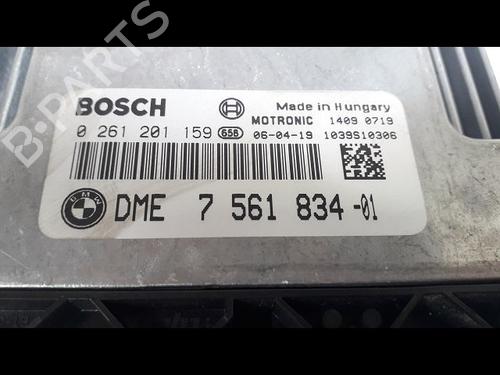 BOSCH Made in Hungary
MOTRONIC 1409 0719
0 261 201 159 658 06-04-19 1039S10306
BMW DME 7 561 834-01
B-PARTS